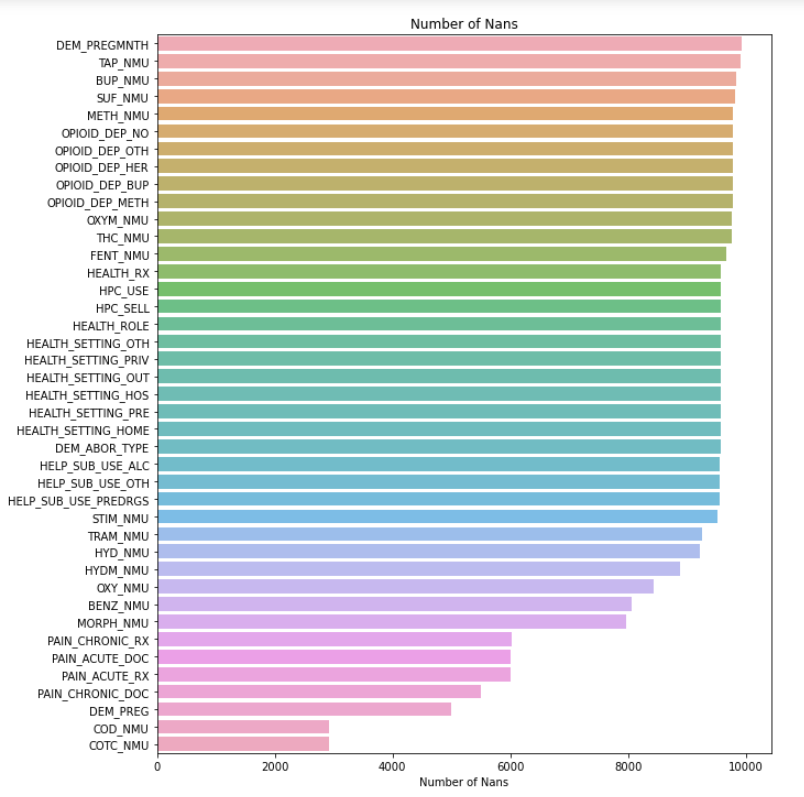 Number of Nans
DEM_PREGMNTH
TAP_NMU
BUP_NMU
SUF_NMU
METH_NMU
OPIOID_DEP_NO
OPIOID_DEP_OTH
OPIOID_DEP_HER
OPIOID_DEP_BUP
OPIOID_DEP_METH
OXYM_NMU
THC_NMU
FENT_NMU
HEALTH_RX
HPC_USE
HPC_SELL
HEALTH_ROLE
HEALTH_SETTING_OTH
HEALTH_SETTING_PRIV
HEALTH_SETTING_OUT
HEALTH_SETTING_HOS
HEALTH_SETTING_PRE
HEALTH_SETTING_HOME
DEM_ABOR_TYPE
HELP_SUB_USE_ALC
HELP_SUB_USE_OTH
HELP_SUB_USE_PREDRGS
STIM_NMU
TRAM_NMU
HYD_NMU
HYDM_NMU
OXY_NMU
BENZ_NMU
MORPH_NMU
PAIN_CHRONIC_RX
PAIN_ACUTE_DOC
PAIN_ACUTE_RX
PAIN_CHRONIC_DOC
DEM_PREG
COD_NMU
COTC_NMU
0 2000 4000 6000 8000 10000
Number of Nans